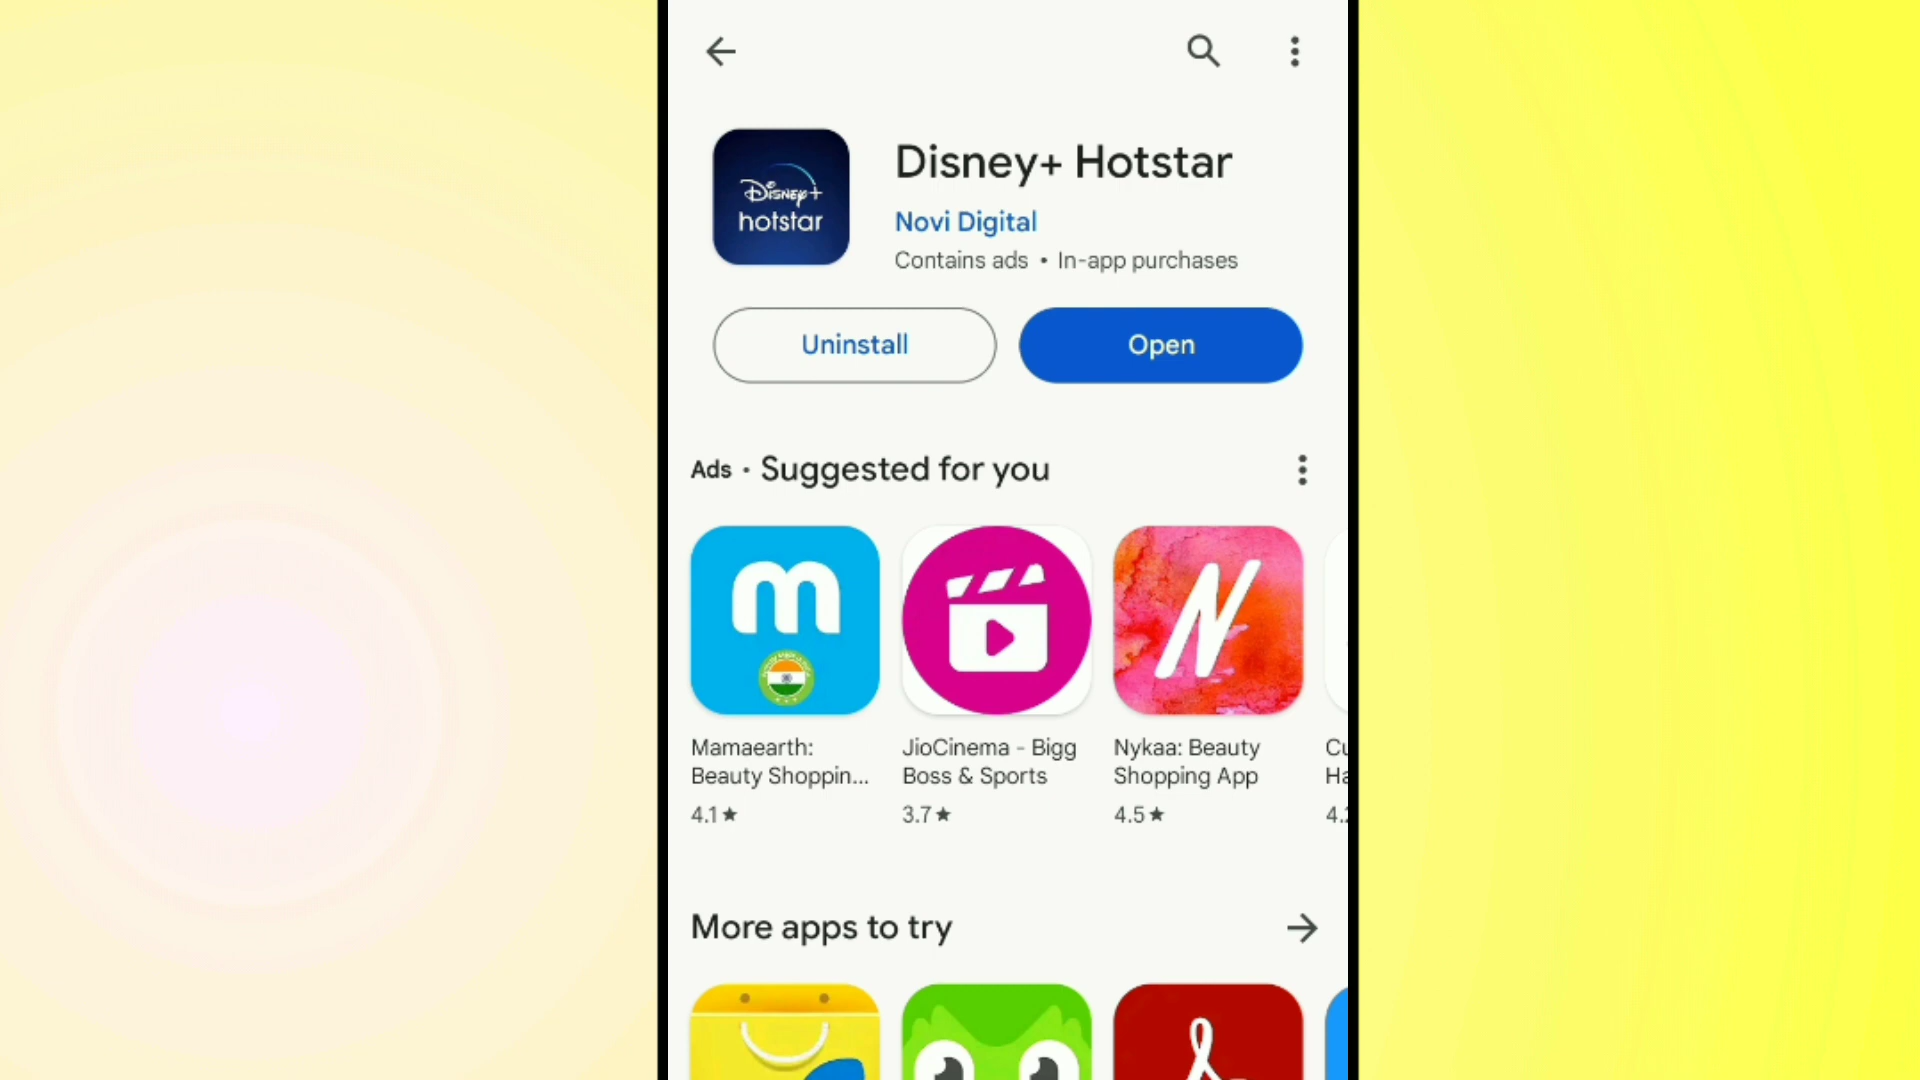 Disney+ Hotstar
Disney+
hotstar
Novi Digital
Contains ads • In-app purchases
Uninstall
Open
Ads · Suggested for you
m
N
Mamaearth:
Beauty Shoppin...
4.1★
JioCinema - Bigg
Boss & Sports
3.7★
Nykaa: Beauty
Shopping App
4.5★
More apps to try